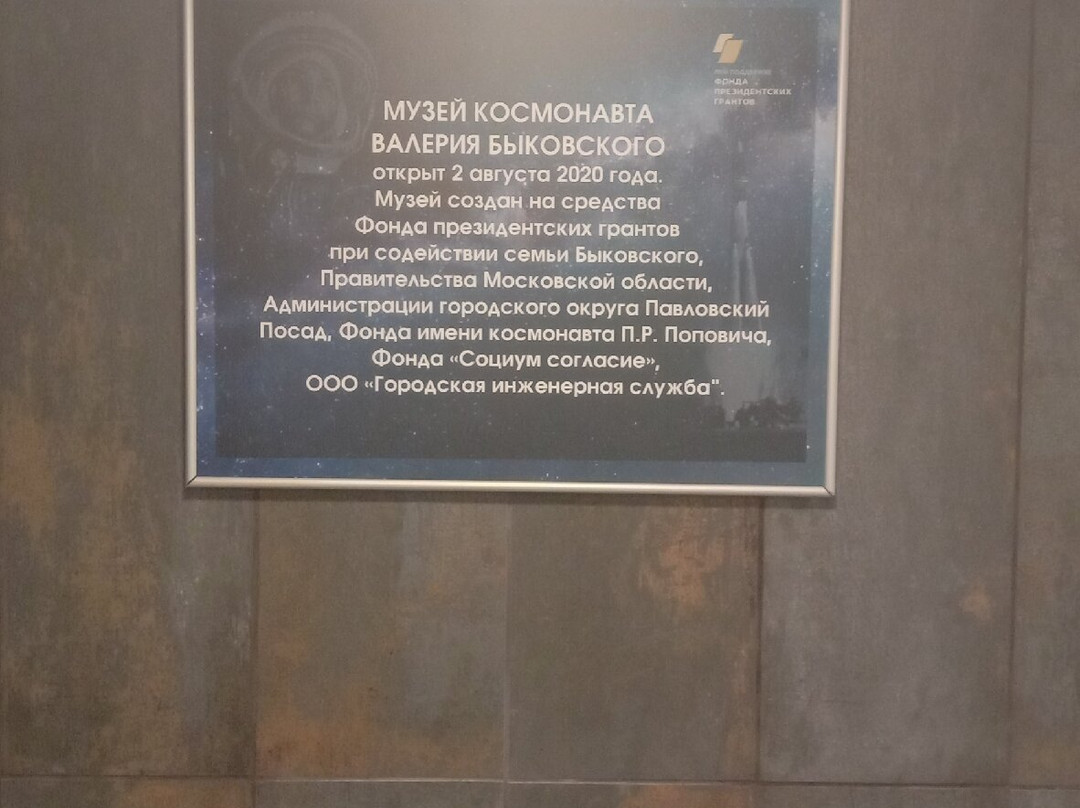 ФОНДА
ПРЕЗИДЕНТСКИХ
ГРАНТОВ
МУЗЕЙ КОСМОНАВТА
ВАЛЕРИЯ БЫКОВСКОГО
открыт 2 августа 2020 года.
Музей создан на средства
Фонда президентских грантов
при содействии семьи Быковского,
Правительства Московской области,
Администрации городского округа Павловский
Посад, Фонда имени космонавта П.Р. Поповича,
Фонда «Социум согласие»,
ООО «Городская инженерная служба".